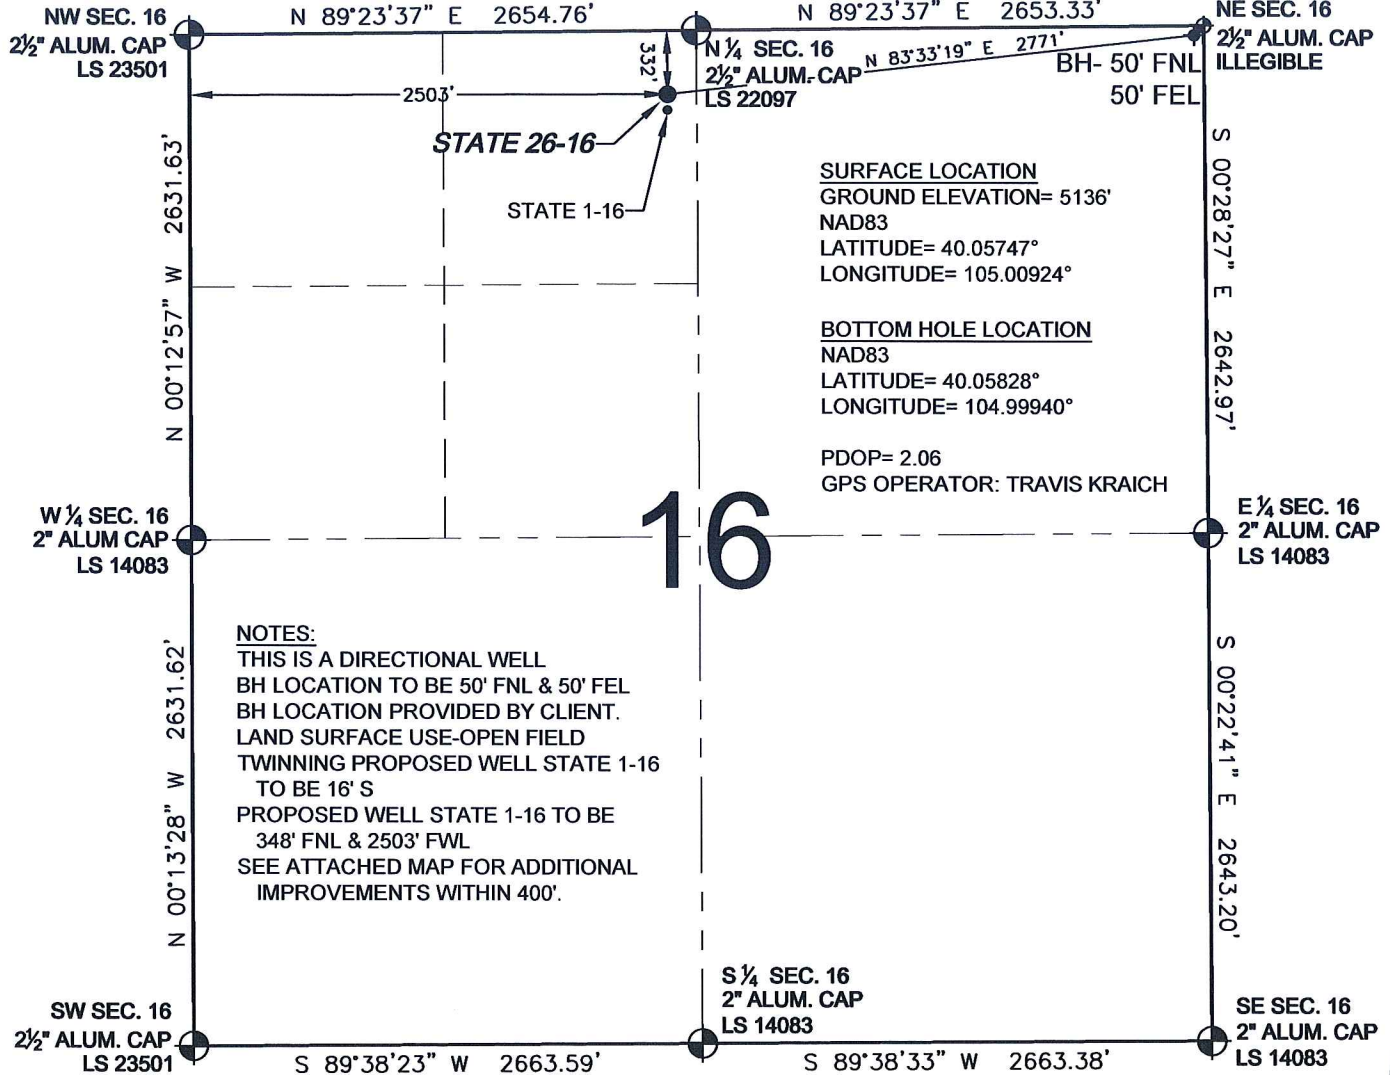 NW SEC. 16
2½" ALUM. CAP
LS 23501
N 89°23'37" E 2654.76'
N 89°23'37" E 2653.33'
NE SEC. 16
2½" ALUM. CAP
ILLEGIBLE
N ¼ SEC. 16
2½" ALUM. CAP
LS 22097
332'
N 83°33'19" E 2771'
BH- 50' FNL
50' FEL
2503'
STATE 26-16
STATE 1-16
N 00°12'57" W 2631.63'
S 00°28'27" E 2642.97'
SURFACE LOCATION
GROUND ELEVATION= 5136'
NAD83
LATITUDE= 40.05747°
LONGITUDE= 105.00924°
BOTTOM HOLE LOCATION
NAD83
LATITUDE= 40.05828°
LONGITUDE= 104.99940°
PDOP= 2.06
GPS OPERATOR: TRAVIS KRAICH
W ¼ SEC. 16
2" ALUM CAP
LS 14083
16
E ¼ SEC. 16
2" ALUM. CAP
LS 14083
NOTES:
THIS IS A DIRECTIONAL WELL
BH LOCATION TO BE 50' FNL & 50' FEL
BH LOCATION PROVIDED BY CLIENT.
LAND SURFACE USE-OPEN FIELD
TWINNING PROPOSED WELL STATE 1-16
TO BE 16' S
PROPOSED WELL STATE 1-16 TO BE
348' FNL & 2503' FWL
SEE ATTACHED MAP FOR ADDITIONAL
IMPROVEMENTS WITHIN 400'.
N 00°13'28" W 2631.62'
S 00°22'41" E 2643.20'
SW SEC. 16
2½" ALUM. CAP
LS 23501
S 89°38'23" W 2663.59'
S ¼ SEC. 16
2" ALUM. CAP
LS 14083
S 89°38'33" W 2663.38'
SE SEC. 16
2" ALUM. CAP
LS 14083